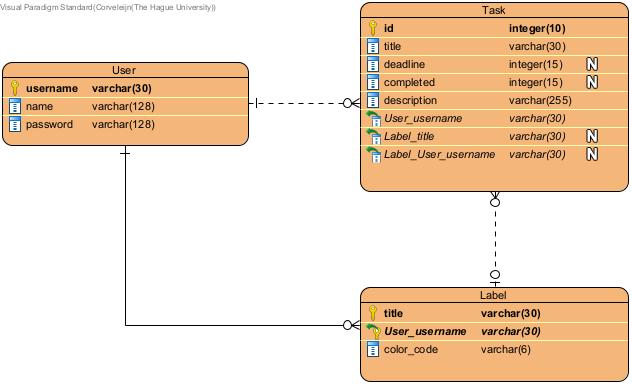 Visual Paradigm Standard(Corveleijn(The Hague University))
Task
id integer(10)
title varchar(30)
deadline integer(15) N
completed integer(15) N
description varchar(255)
User_username varchar(30)
Label_title varchar(30) N
Label_User_username varchar(30) N
User
username varchar(30)
name varchar(128)
password varchar(128)
Label
title varchar(30)
User_username varchar(30)
color_code varchar(6)